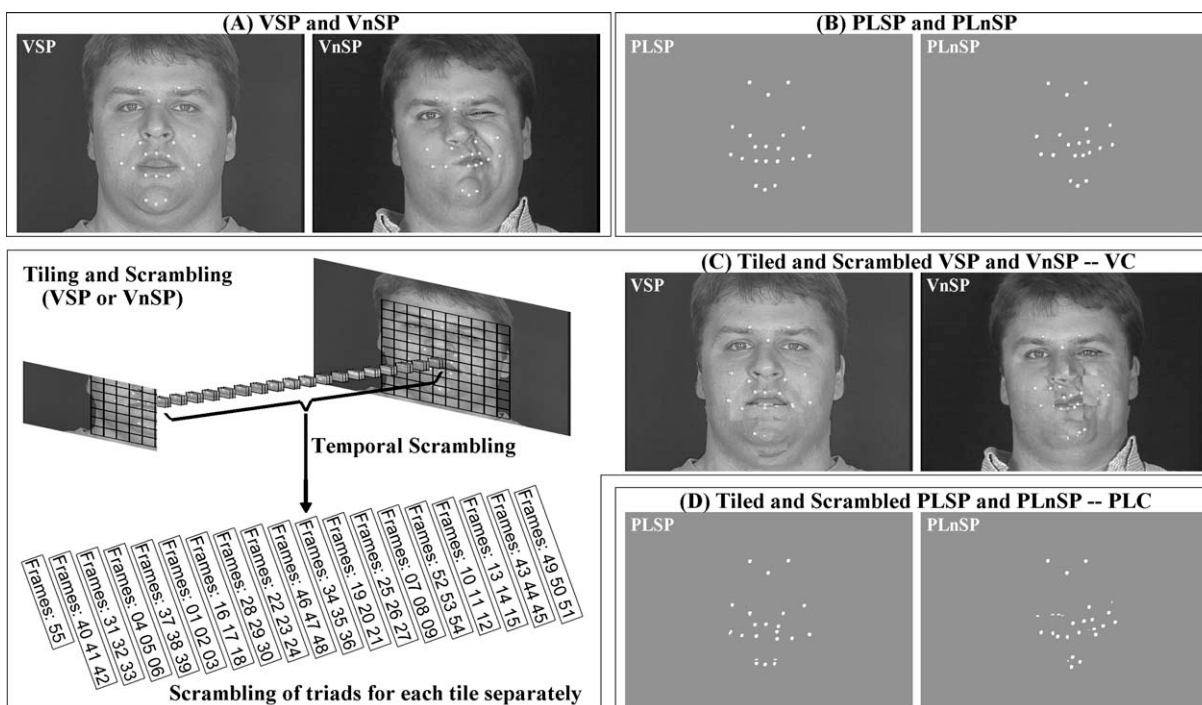 (A) VSP and VnSP
VSP
VnSP
(B) PLSP and PLnSP
PLSP
PLnSP
Tiling and Scrambling
(VSP or VnSP)
Temporal Scrambling
Frames: 55
Frames: 40 41 42
Frames: 31 32 33
Frames: 04 05 06
Frames: 37 38 39
Frames: 01 02 03
Frames: 16 17 18
Frames: 28 29 30
Frames: 22 23 24
Frames: 46 47 48
Frames: 34 35 36
Frames: 19 20 21
Frames: 25 26 27
Frames: 07 08 09
Frames: 52 53 54
Frames: 10 11 12
Frames: 13 14 15
Frames: 43 44 45
Frames: 49 50 51
Scrambling of triads for each tile separately
(C) Tiled and Scrambled VSP and VnSP -- VC
VSP
VnSP
(D) Tiled and Scrambled PLSP and PLnSP -- PLC
PLSP
PLnSP